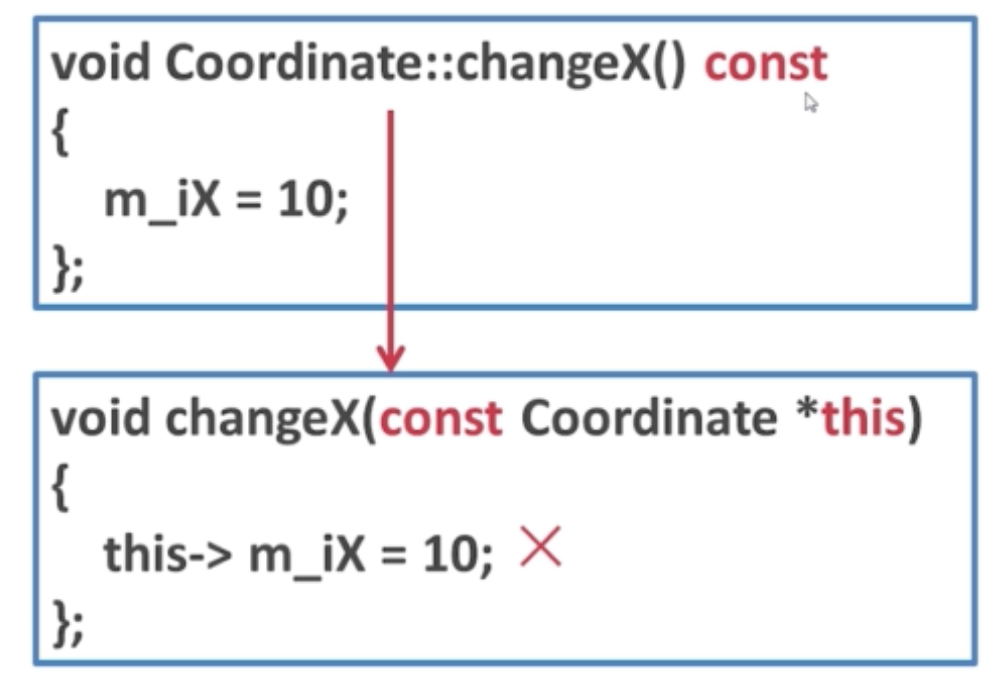 void Coordinate::changeX() const
{
m_iX = 10;
};
void changeX(const Coordinate *this)
{
this-> m_iX = 10;
};